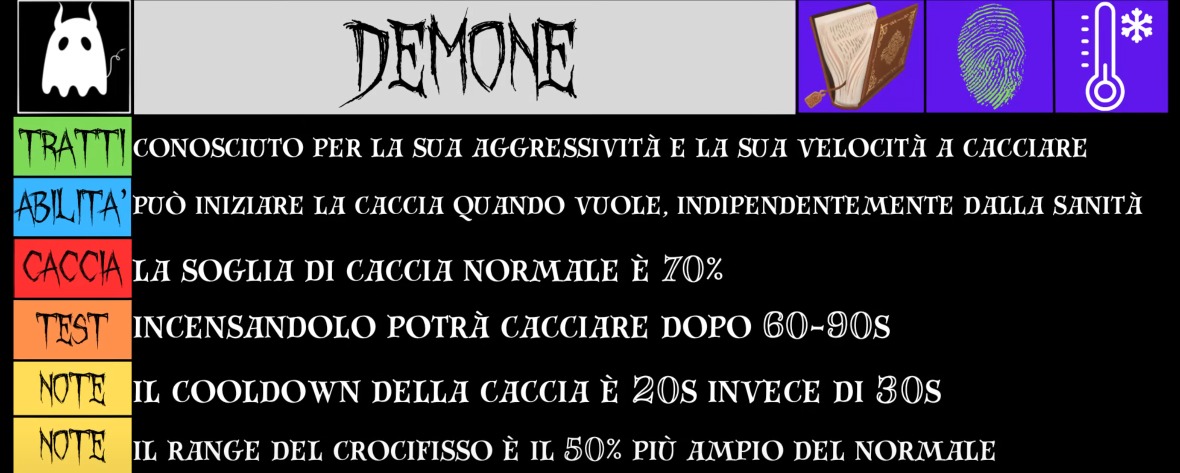 DEMONE
TRATTI CONOSCIUTO PER LA SUA AGGRESSIVITÀ E LA SUA VELOCITÀ A CACCIARE
ABILITA' PUÒ INIZIARE LA CACCIA QUANDO VUOLE, INDIPENDENTEMENTE DALLA SANITÀ
CACCIA LA SOGLIA DI CACCIA NORMALE È 70%
TEST INCENSANDOLO POTRÀ CACCIARE DOPO 60-90S
NOTE IL COOLDOWN DELLA CACCIA È 20S INVECE DI 30S
NOTE IL RANGE DEL CROCIFISSO È IL 50% PIÙ AMPIO DEL NORMALE